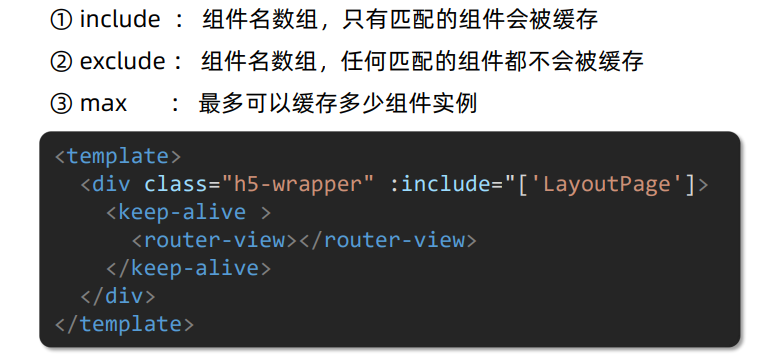 ① include ： 组件名数组，只有匹配的组件会被缓存
② exclude： 组件名数组，任何匹配的组件都不会被缓存
③ max ： 最多可以缓存多少组件实例
<template>
  <div class="h5-wrapper" :include="['LayoutPage']>
    <keep-alive >
      <router-view></router-view>
    </keep-alive>
  </div>
</template>